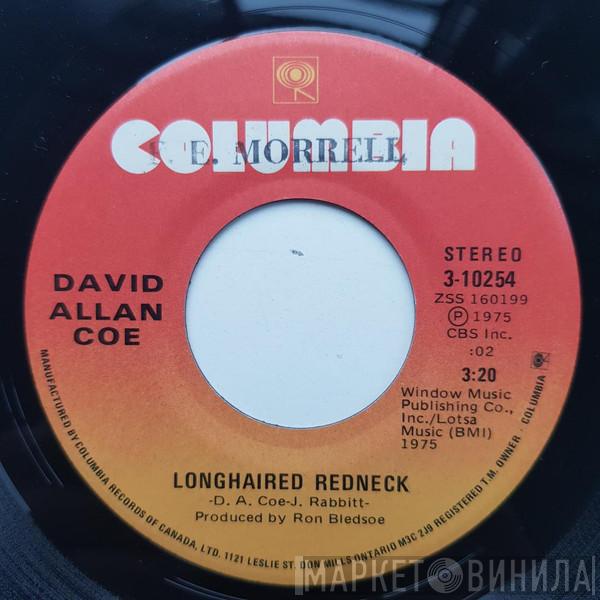 COLUMBIA
E. MORRELL
DAVID
ALLAN
COE
STEREO
3-10254
ZSS 160199
Ⓟ 1975
CBS Inc.
:02
3:20
Window Music
Publishing Co.,
Inc./Lotsa
Music (BMI)
1975
LONGHAIRED REDNECK
-D. A. Coe-J. Rabbitt-
Produced by Ron Bledsoe
MANUFACTURED BY COLUMBIA RECORDS OF CANADA, LTD. 1121 LESLIE ST. DON MILLS ONTARIO M3C 2J9 REGISTERED T.M. OWNER - COLUMBIA
МАРКЕТ ВИНИЛА